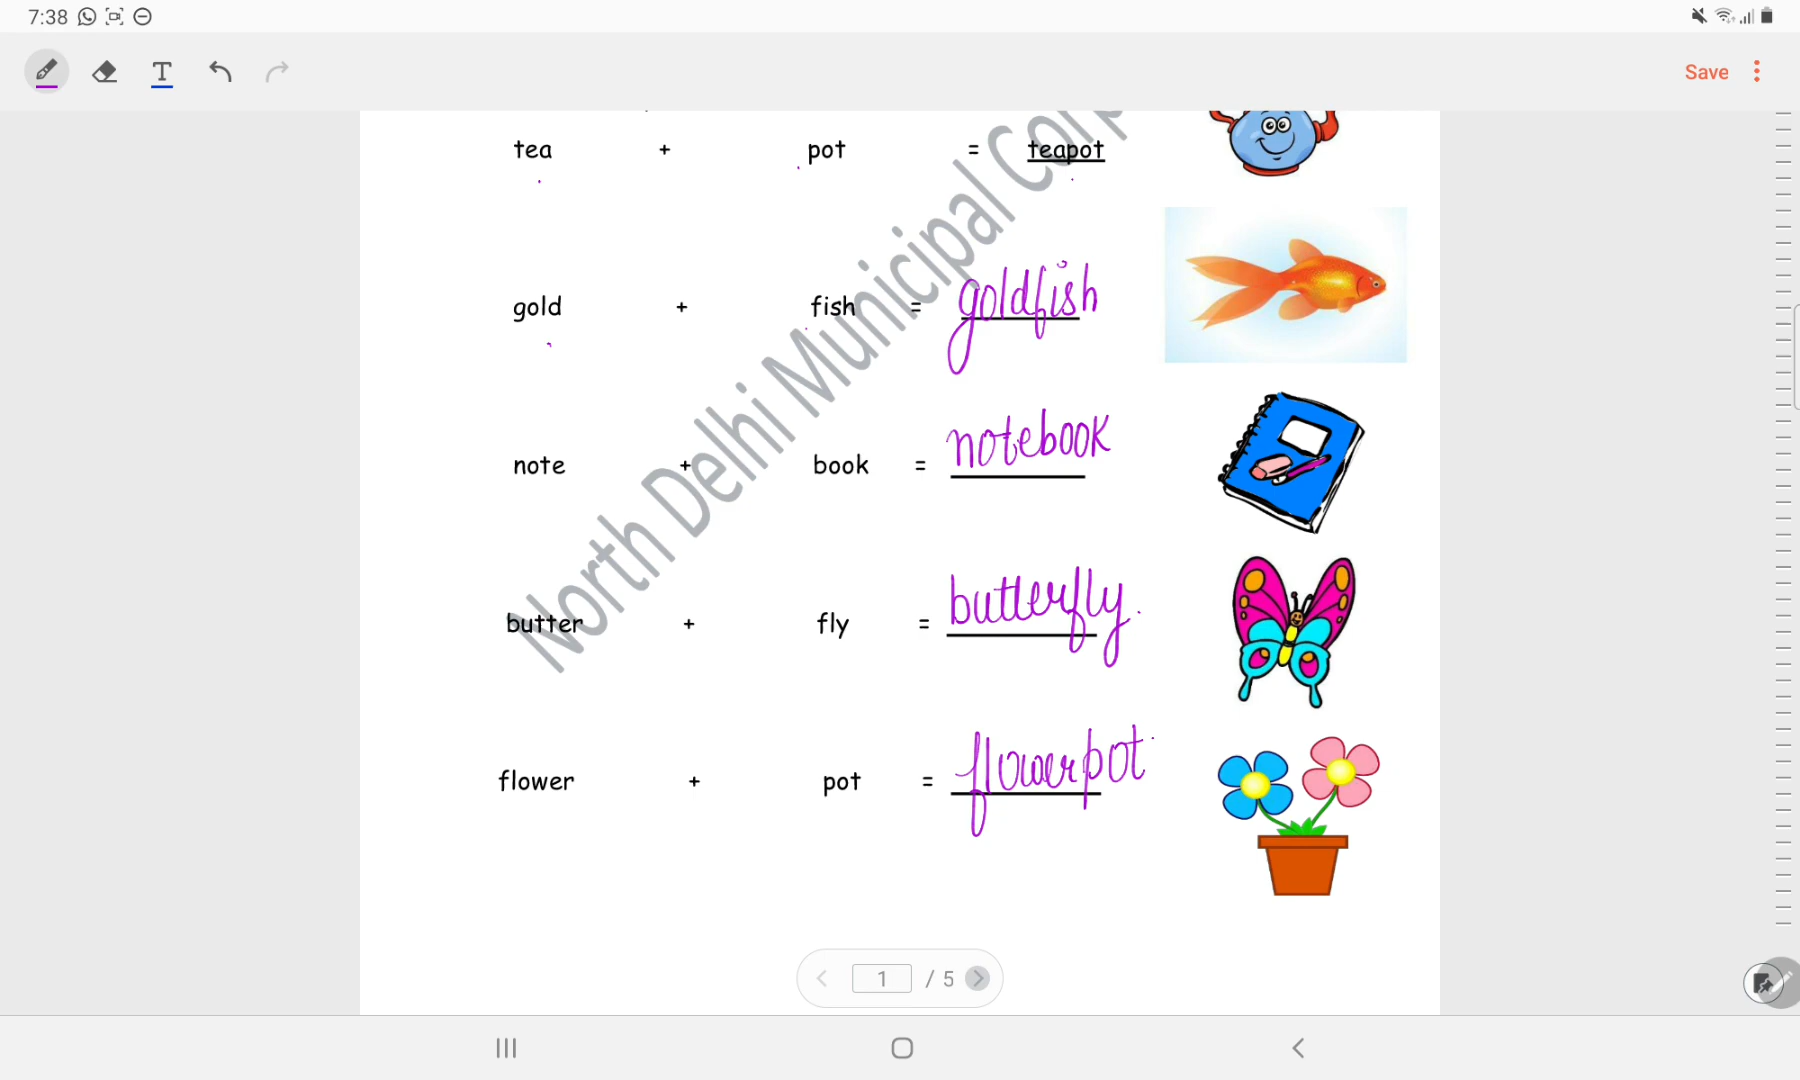 7:38
Save
tea + pot = teapot
gold + fish = goldfish
note + book = notebook
butter + fly = butterfly.
flower + pot = flowerpot
North Delhi Municipal Corp
1 / 5